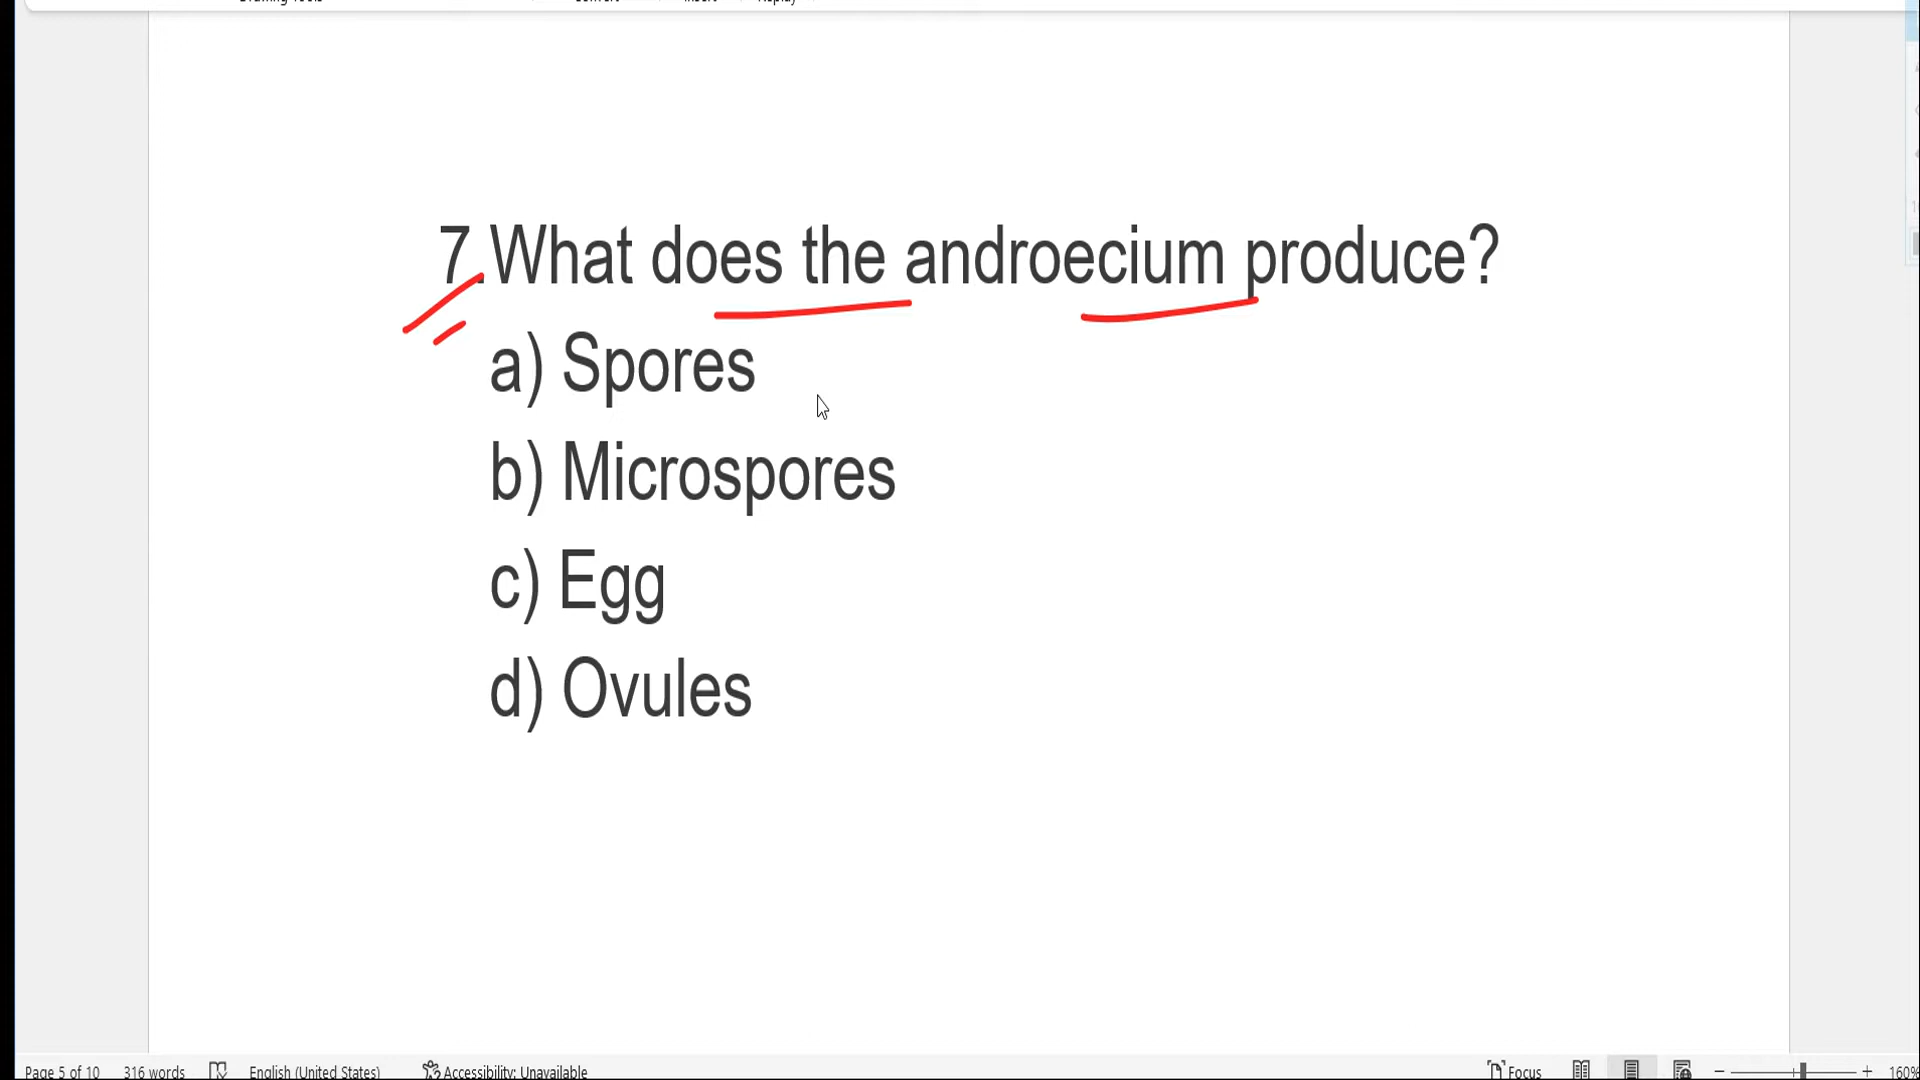 7.What does the androecium produce?
a) Spores
b) Microspores
c) Egg
d) Ovules
Page 5 of 10 316 words English (United States) Accessibility: Unavailable Focus 160%